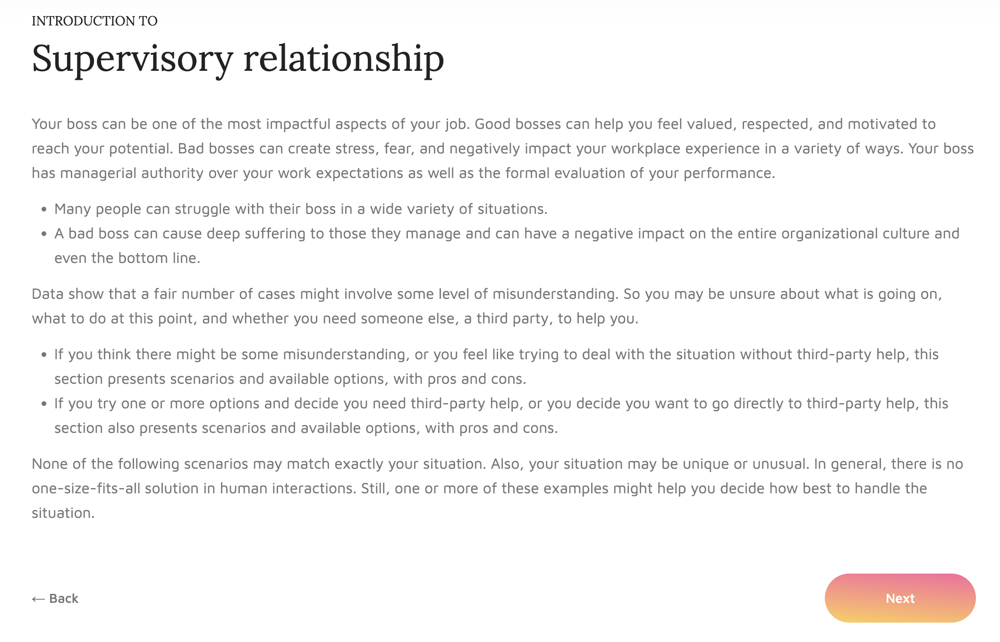 INTRODUCTION TO
Supervisory relationship
Your boss can be one of the most impactful aspects of your job. Good bosses can help you feel valued, respected, and motivated to
reach your potential. Bad bosses can create stress, fear, and negatively impact your workplace experience in a variety of ways. Your boss
has managerial authority over your work expectations as well as the formal evaluation of your performance.
• Many people can struggle with their boss in a wide variety of situations.
• A bad boss can cause deep suffering to those they manage and can have a negative impact on the entire organizational culture and
even the bottom line.
Data show that a fair number of cases might involve some level of misunderstanding. So you may be unsure about what is going on,
what to do at this point, and whether you need someone else, a third party, to help you.
• If you think there might be some misunderstanding, or you feel like trying to deal with the situation without third-party help, this
section presents scenarios and available options, with pros and cons.
• If you try one or more options and decide you need third-party help, or you decide you want to go directly to third-party help, this
section also presents scenarios and available options, with pros and cons.
None of the following scenarios may match exactly your situation. Also, your situation may be unique or unusual. In general, there is no
one-size-fits-all solution in human interactions. Still, one or more of these examples might help you decide how best to handle the
situation.
← Back
Next